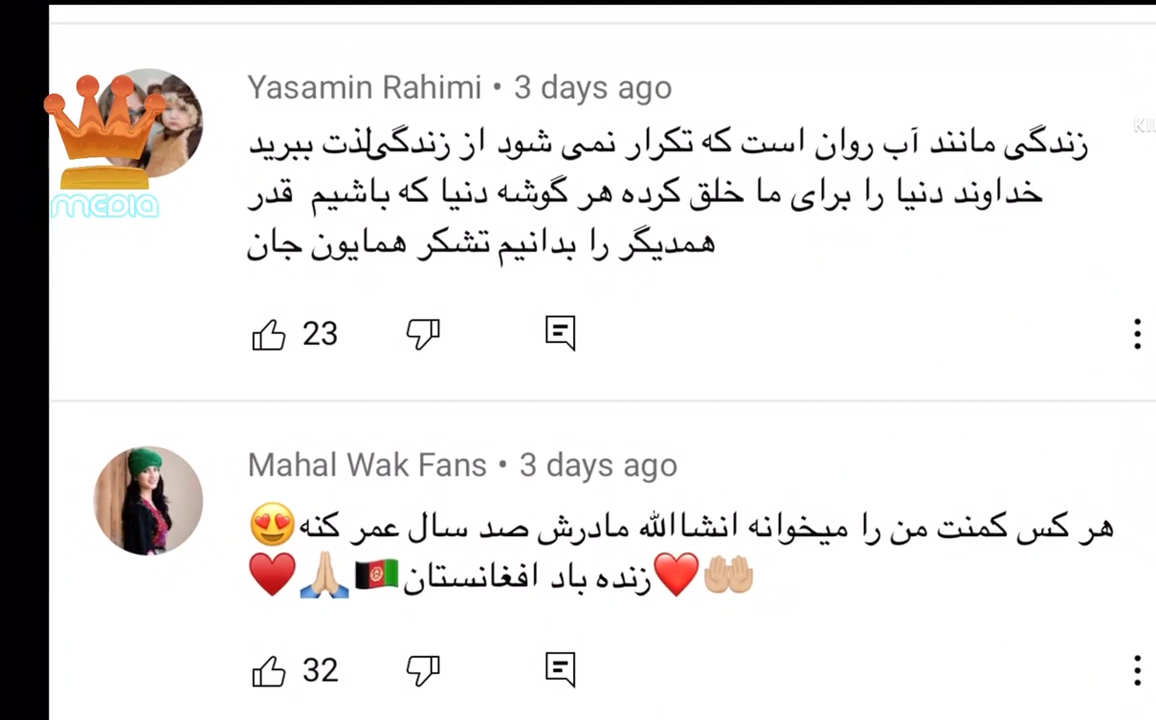 Yasamin Rahimi • 3 days ago
زندگی مانند آب روان است که تکرار نمی شود از زندگیلذت ببرید
خداوند دنیا را برای ما خلق کرده هر گوشه دنیا که باشیم قدر
همدیگر را بدانیم تشکر همایون جان
MEDIA
23
Mahal Wak Fans • 3 days ago
هر کس کمنت من را میخوانه انشاالله مادرش صد سال عمر کنه😍
🤲🏼❤️زنده باد افغانستان🇦🇫🙏🏼♥️
32